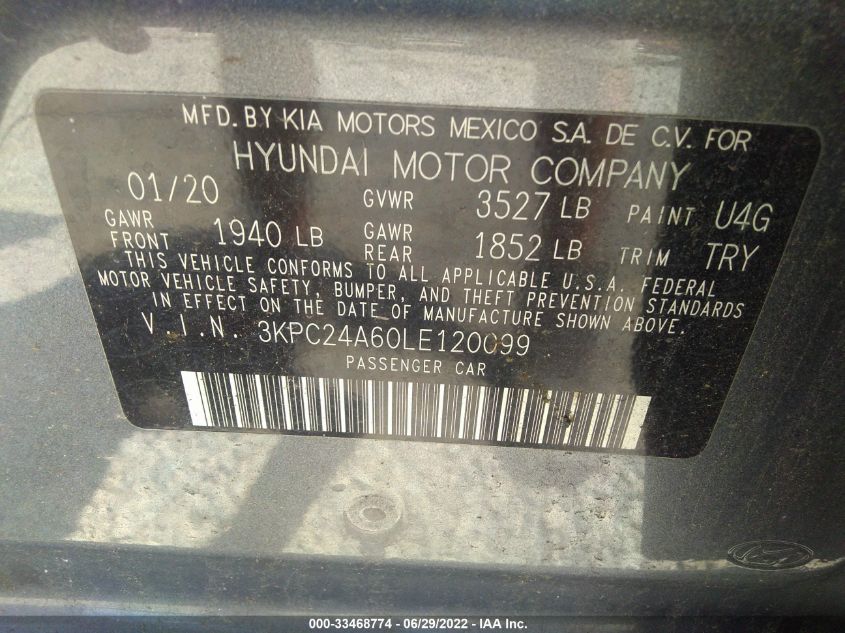 MFD. BY KIA MOTORS MEXICO S.A. DE C.V. FOR
HYUNDAI MOTOR COMPANY
01/20 GVWR 3527 LB PAINT U4G
GAWR FRONT 1940 LB GAWR REAR 1852 LB TRIM TRY
THIS VEHICLE CONFORMS TO ALL APPLICABLE U.S.A. FEDERAL
MOTOR VEHICLE SAFETY, BUMPER, AND THEFT PREVENTION STANDARDS
IN EFFECT ON THE DATE OF MANUFACTURE SHOWN ABOVE.
V.I.N. 3KPC24A60LE120099
PASSENGER CAR
000-33468774 - 06/29/2022 - IAA Inc.